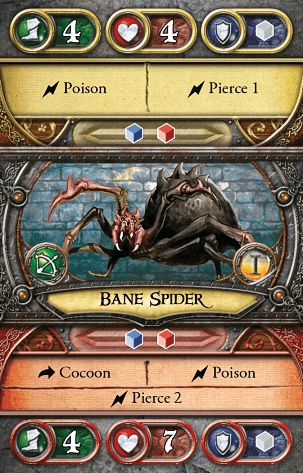 4 4
Poison Pierce 1
I
BANE SPIDER
Cocoon Poison
Pierce 2
4 7